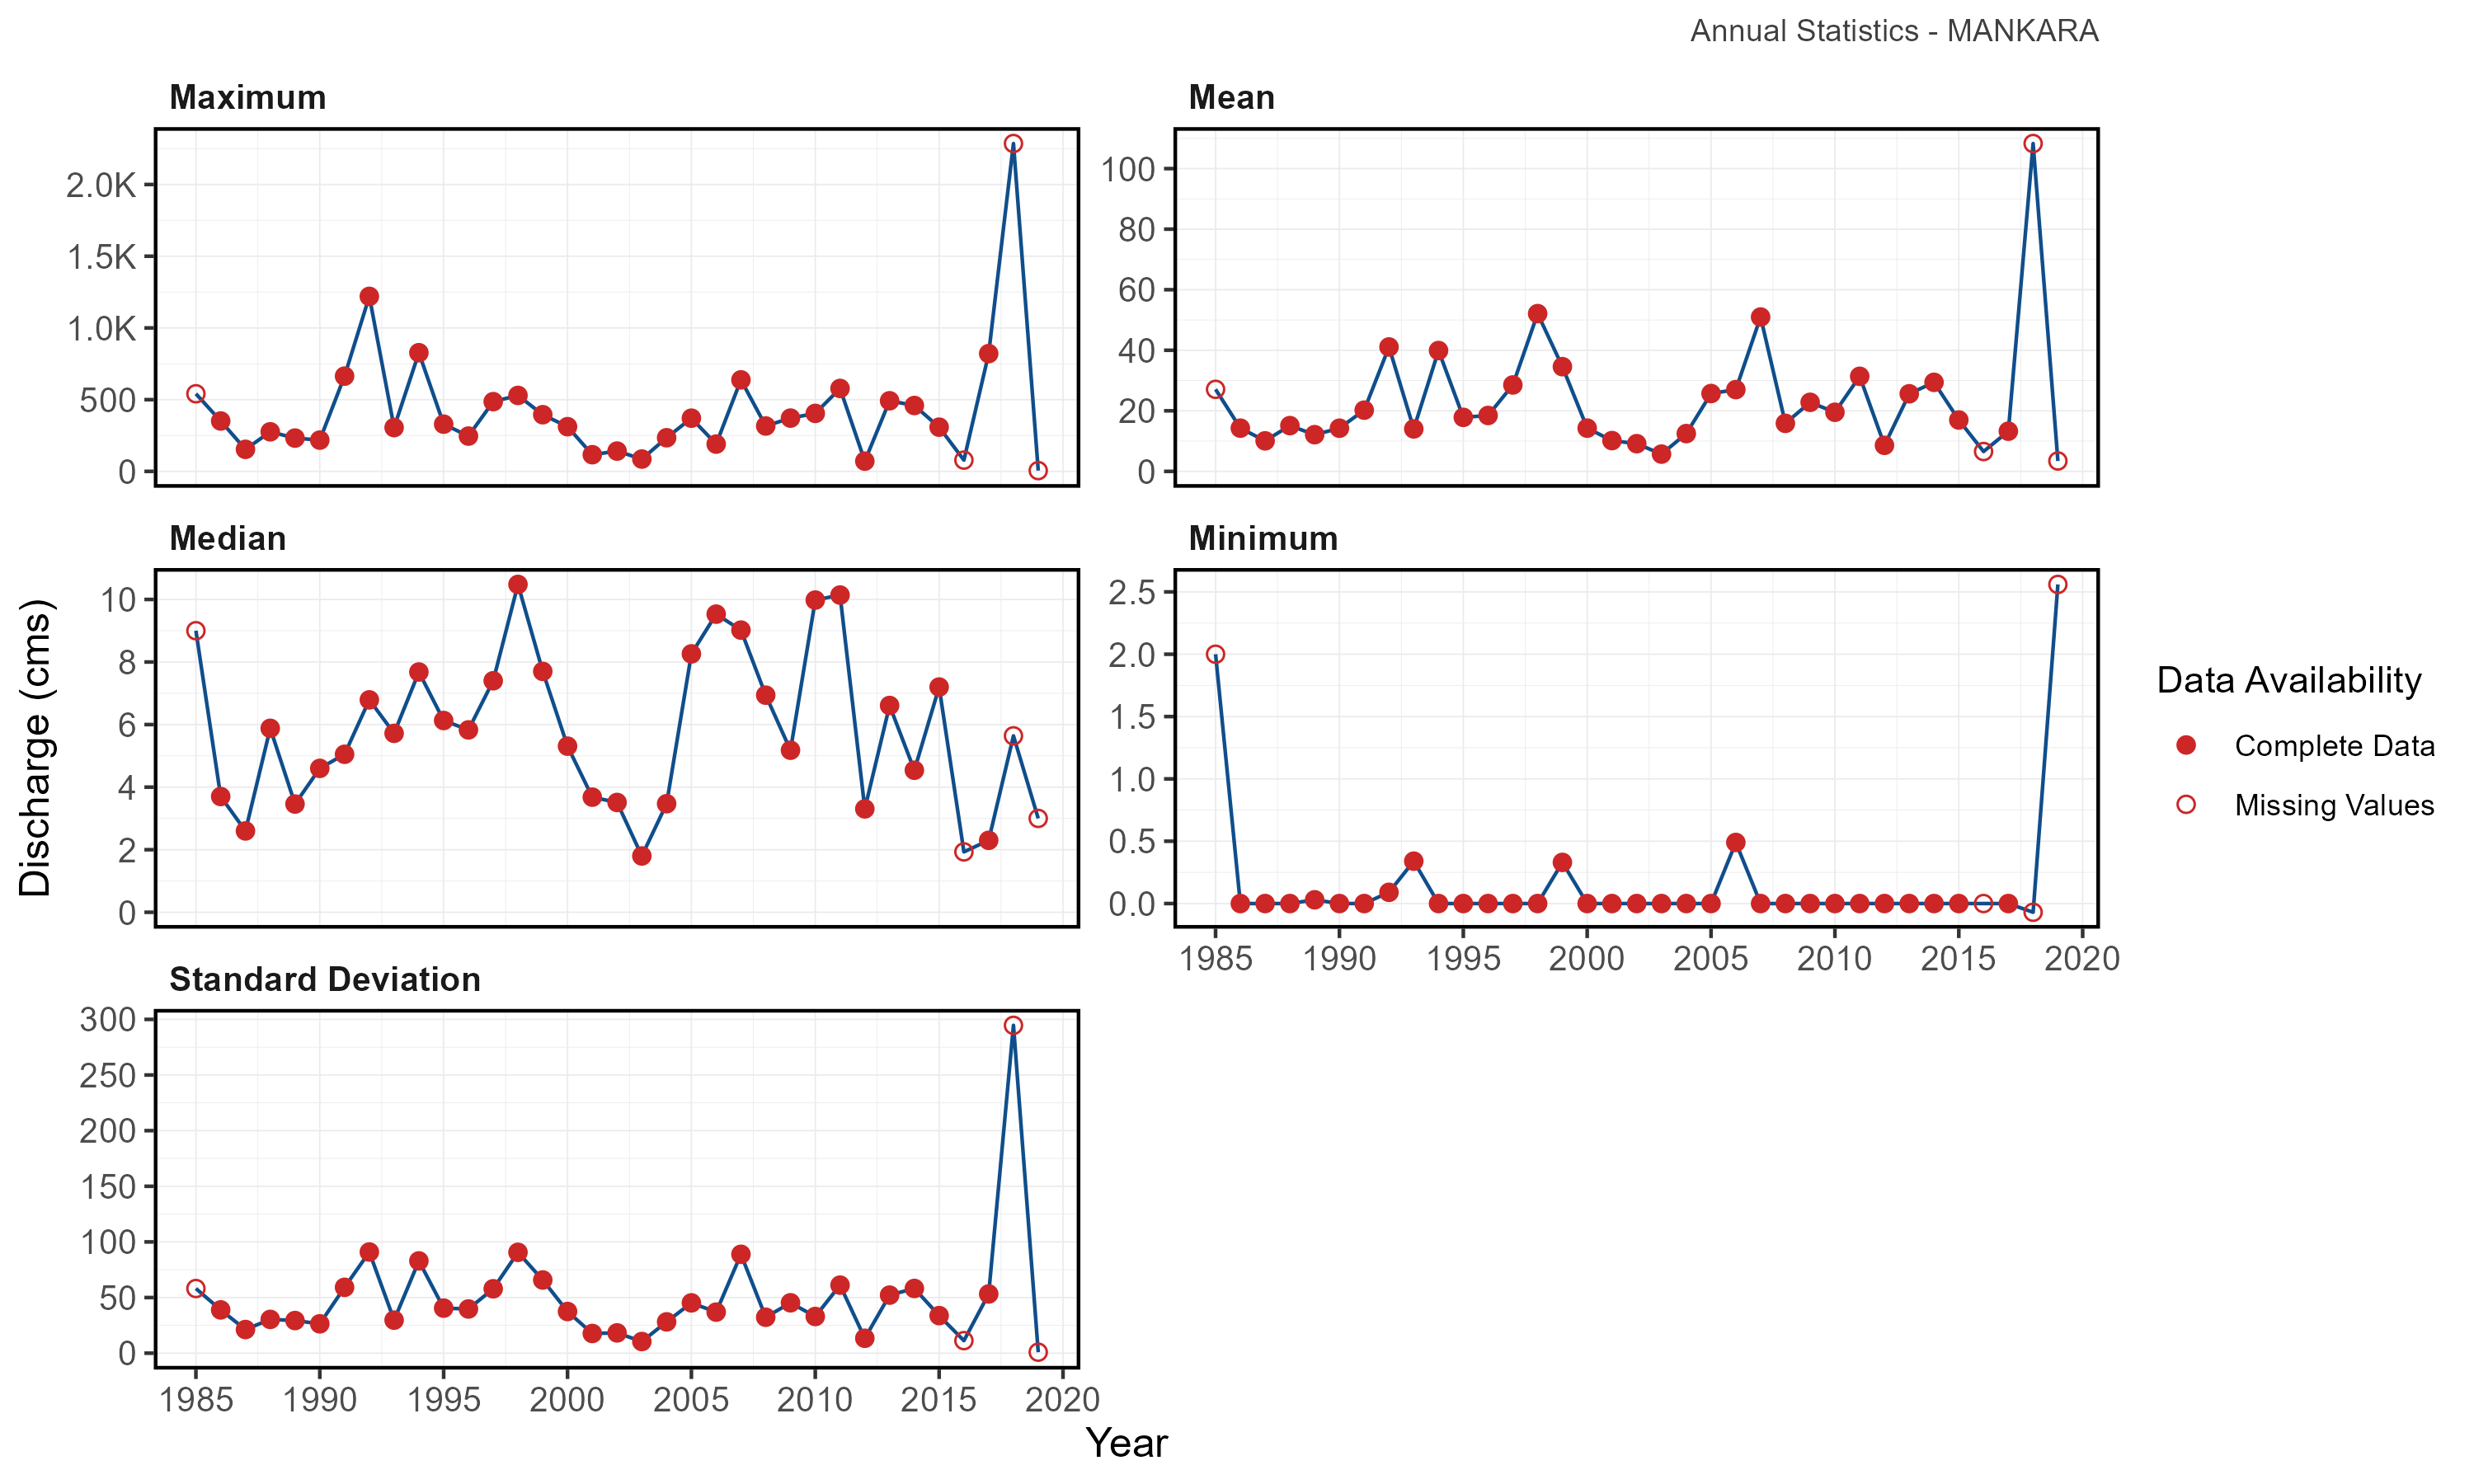 Annual Statistics - MANKARA
Maximum
2.0K
1.5K
1.0K
500
0
Mean
100
80
60
40
20
0
Discharge (cms)
Median
10
8
6
4
2
0
Minimum
2.5
2.0
1.5
1.0
0.5
0.0
1985 1990 1995 2000 2005 2010 2015 2020
Standard Deviation
300
250
200
150
100
50
0
1985 1990 1995 2000 2005 2010 2015 2020
Year
Data Availability
Complete Data
Missing Values